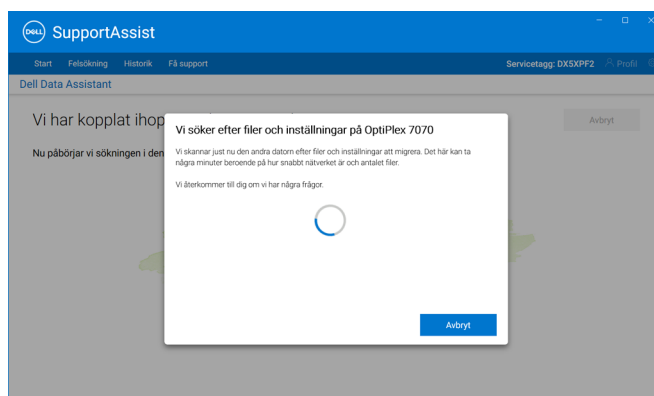 DELL SupportAssist
Start Felsökning Historik Få support Servicetagg: DX5XPF2 Profil
Dell Data Assistant
Vi har kopplat ihop
Avbryt
Nu påbörjar vi sökningen i den
Vi söker efter filer och inställningar på OptiPlex 7070
Vi skannar just nu den andra datorn efter filer och inställningar att migrera. Det här kan ta
några minuter beroende på hur snabbt nätverket är och antalet filer.
Vi återkommer till dig om vi har några frågor.
Avbryt